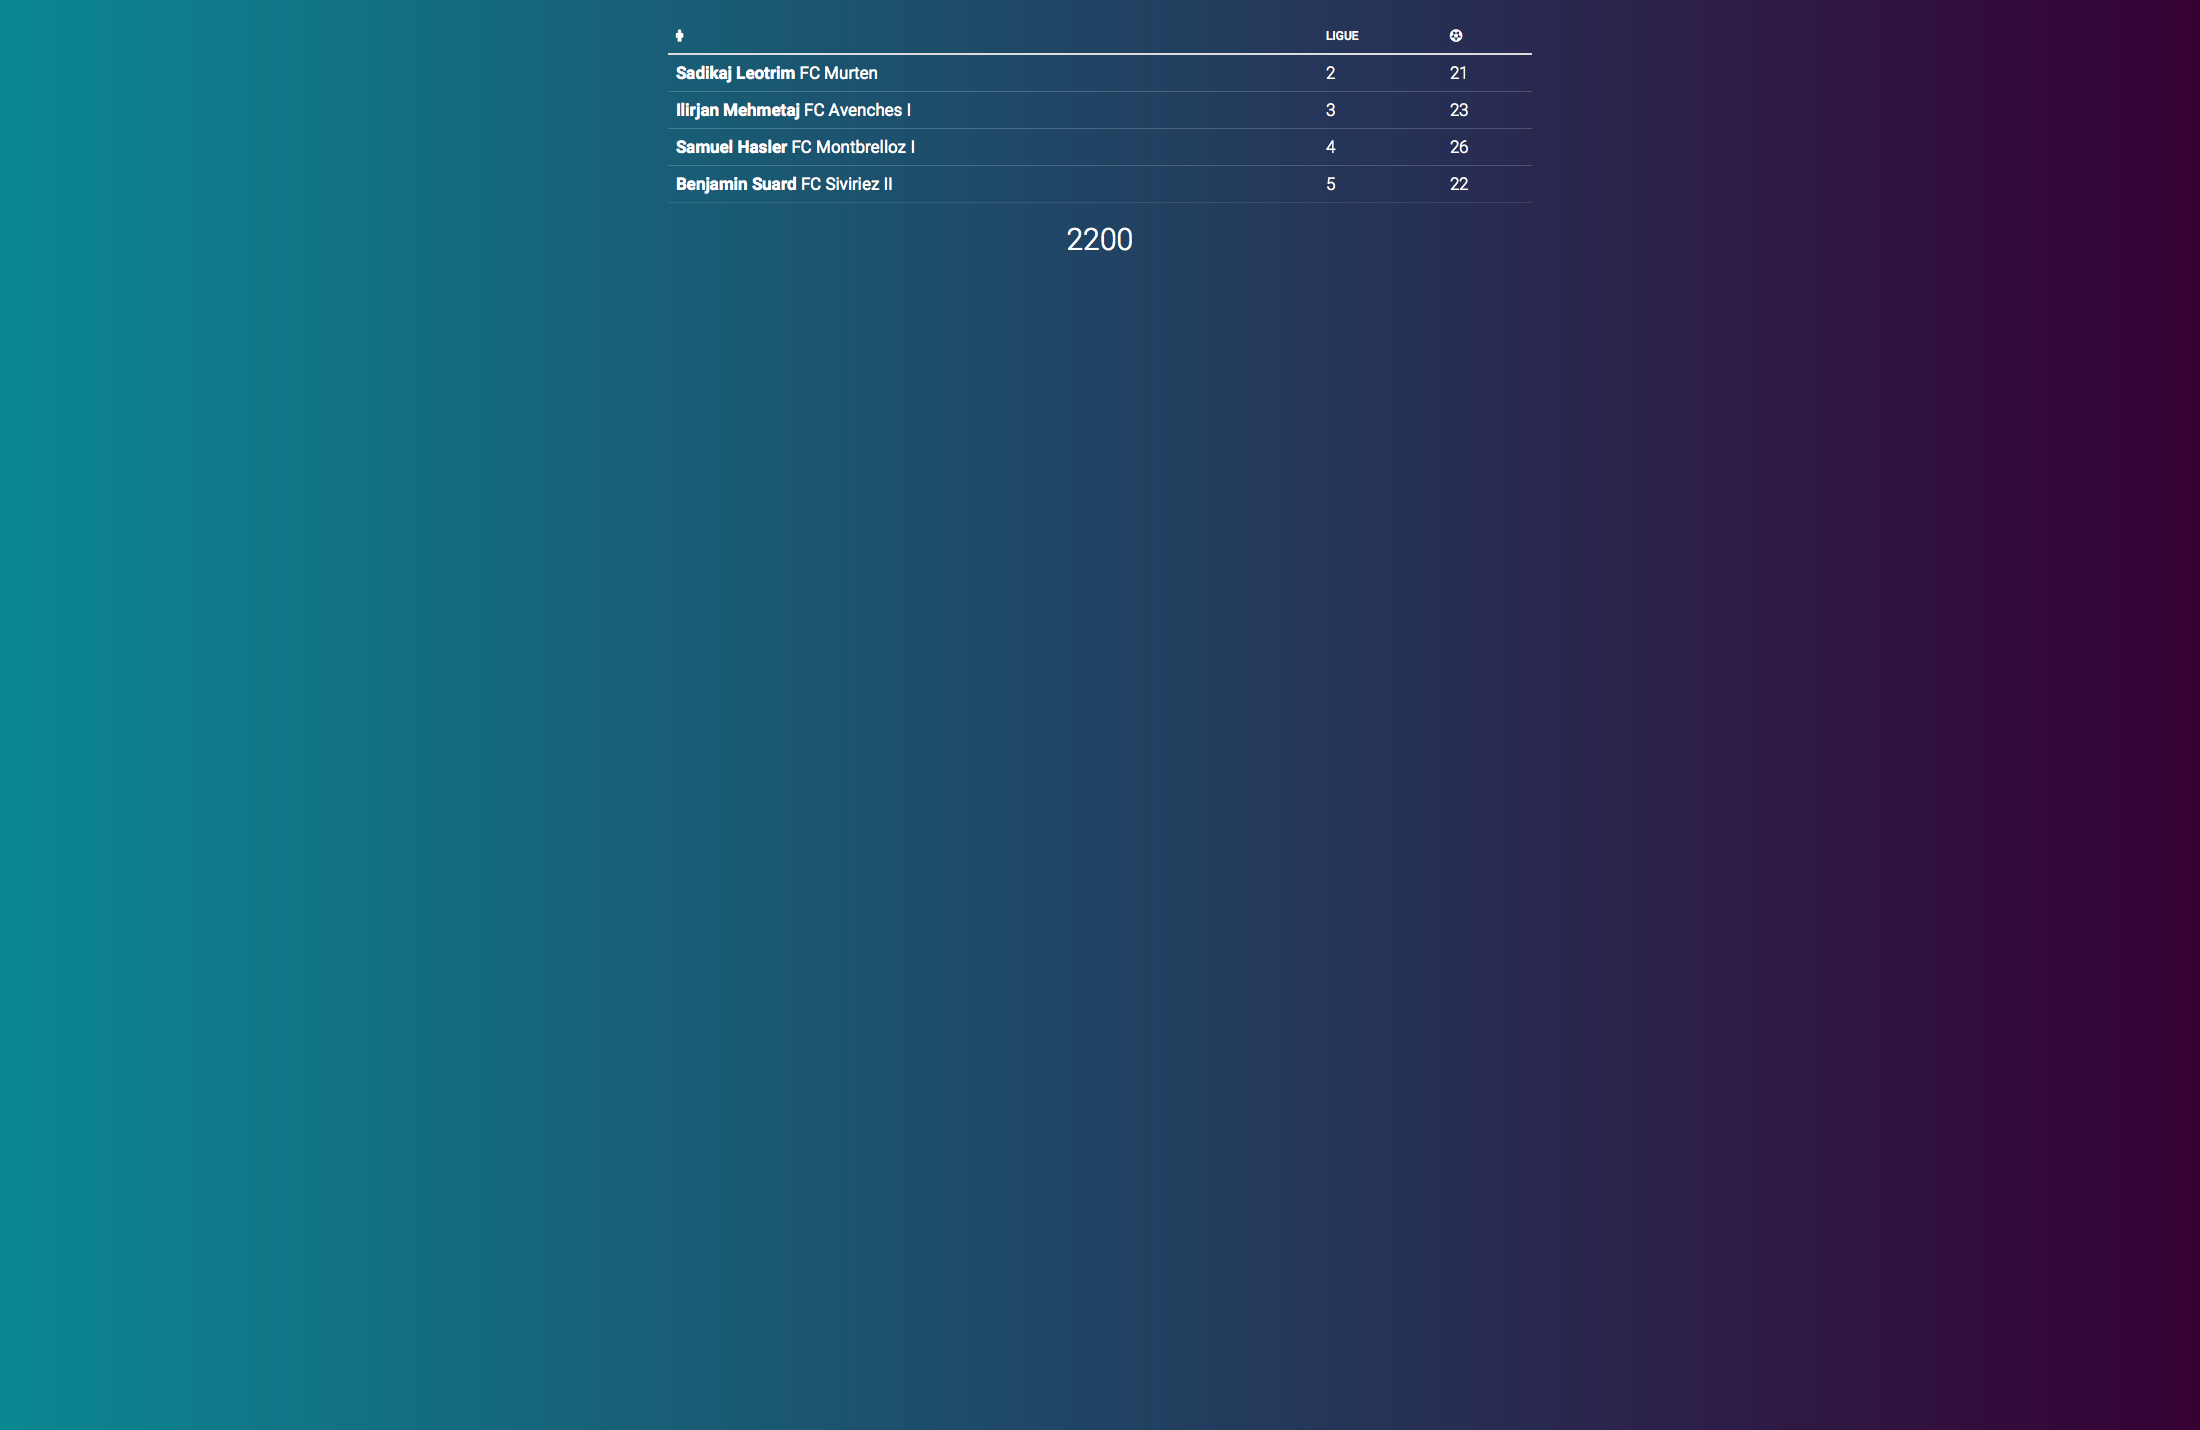 LIGUE
Sadikaj Leotrim FC Murten 2 21
Ilirjan Mehmetaj FC Avenches I 3 23
Samuel Hasler FC Montbrelloz I 4 26
Benjamin Suard FC Siviriez II 5 22
2200